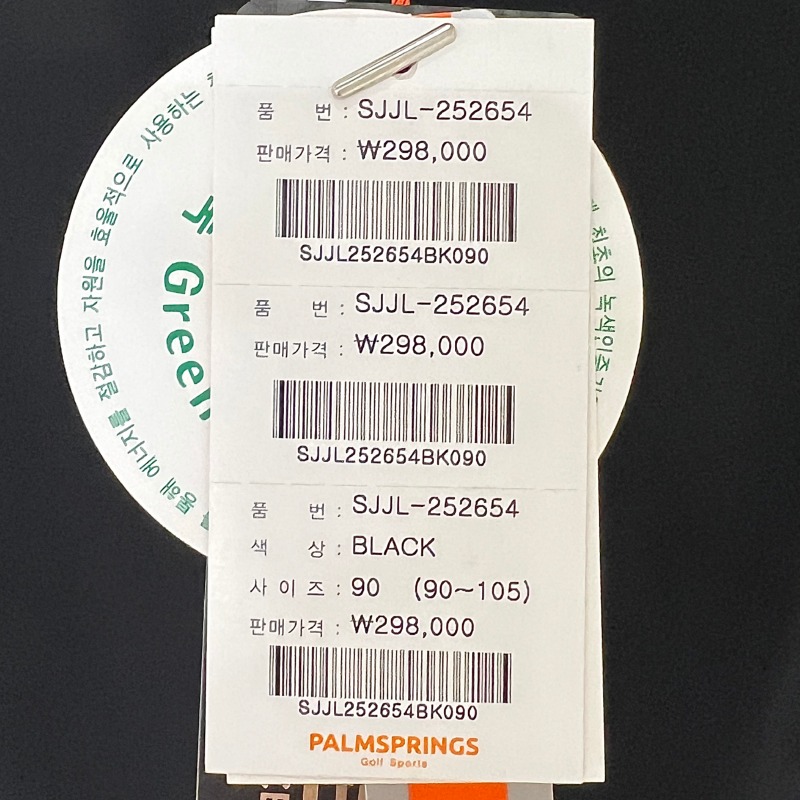 품 번 : SJJL-252654
판매가격 : ₩298,000
SJJL252654BK090
품 번 : SJJL-252654
판매가격 : ₩298,000
SJJL252654BK090
품 번 : SJJL-252654
색 상 : BLACK
사 이 즈 : 90 (90~105)
판매가격 : ₩298,000
SJJL252654BK090
PALMSPRINGS
Golf Sports
통해 에너지를 절감하고 자원을 효율적으로 사용하는
Green
최초의 녹색인증